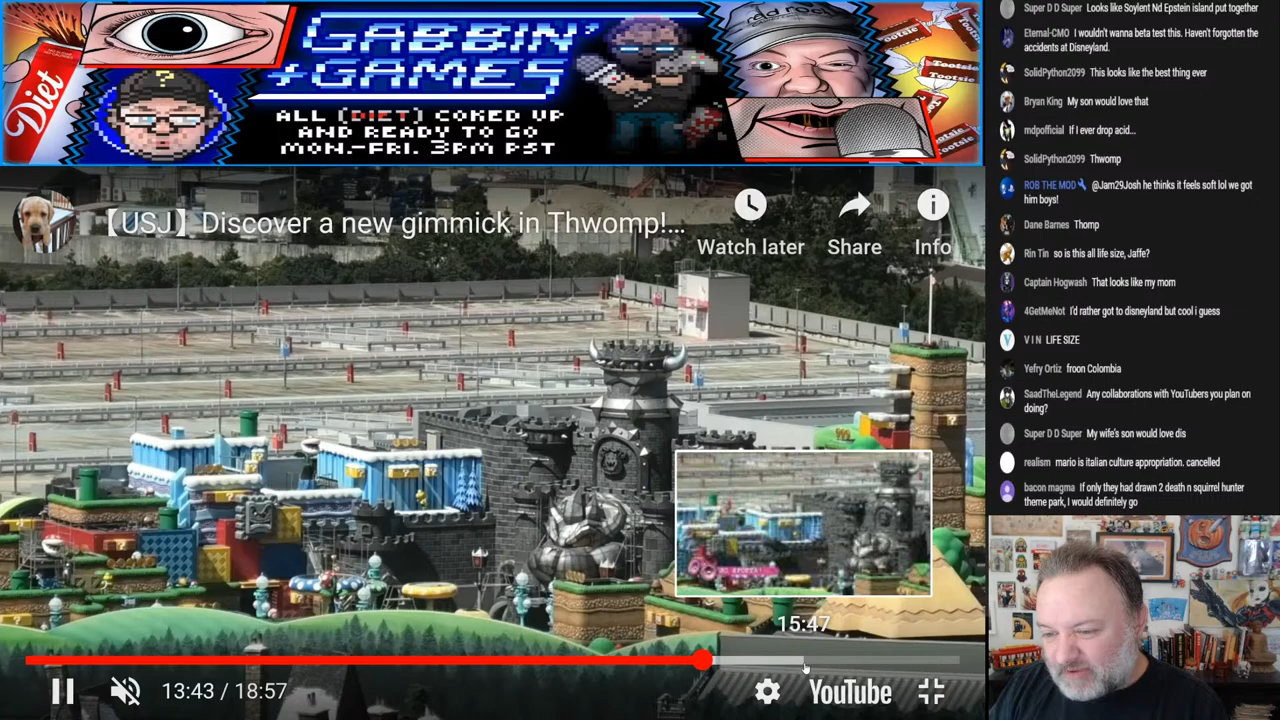 GABBIN'
+GAMES
ALL (DIET) COKED UP
AND READY TO GO
MON.-FRI. 3PM PST
Diet
?
Tootsie
Tootsie
Tootsie
【USJ】Discover a new gimmick in Thwomp!...
Watch later
Share
Info
15:47
13:43 / 18:57
YouTube
Super D D Super Looks like Soylent Nd Epstein island put together
Eternal-CMO I wouldn't wanna beta test this. Haven't forgotten the
accidents at Disneyland.
SolidPython2099 This looks like the best thing ever
Bryan King My son would love that
mdpofficial If I ever drop acid...
SolidPython2099 Thwomp
ROB THE MOD @Jam29Josh he thinks it feels soft lol we got
him boys!
Dane Barnes Thomp
Rin Tin so is this all life size, Jaffe?
Captain Hogwash That looks like my mom
4GetMeNot I'd rather got to disneyland but cool i guess
V I N LIFE SIZE
Yefry Ortiz froon Colombia
SaadTheLegend Any collaborations with YouTubers you plan on
doing?
Super D D Super My wife's son would love dis
realism mario is italian culture appropriation. cancelled
bacon magma If only they had drawn 2 death n squirrel hunter
theme park, I would definitely go